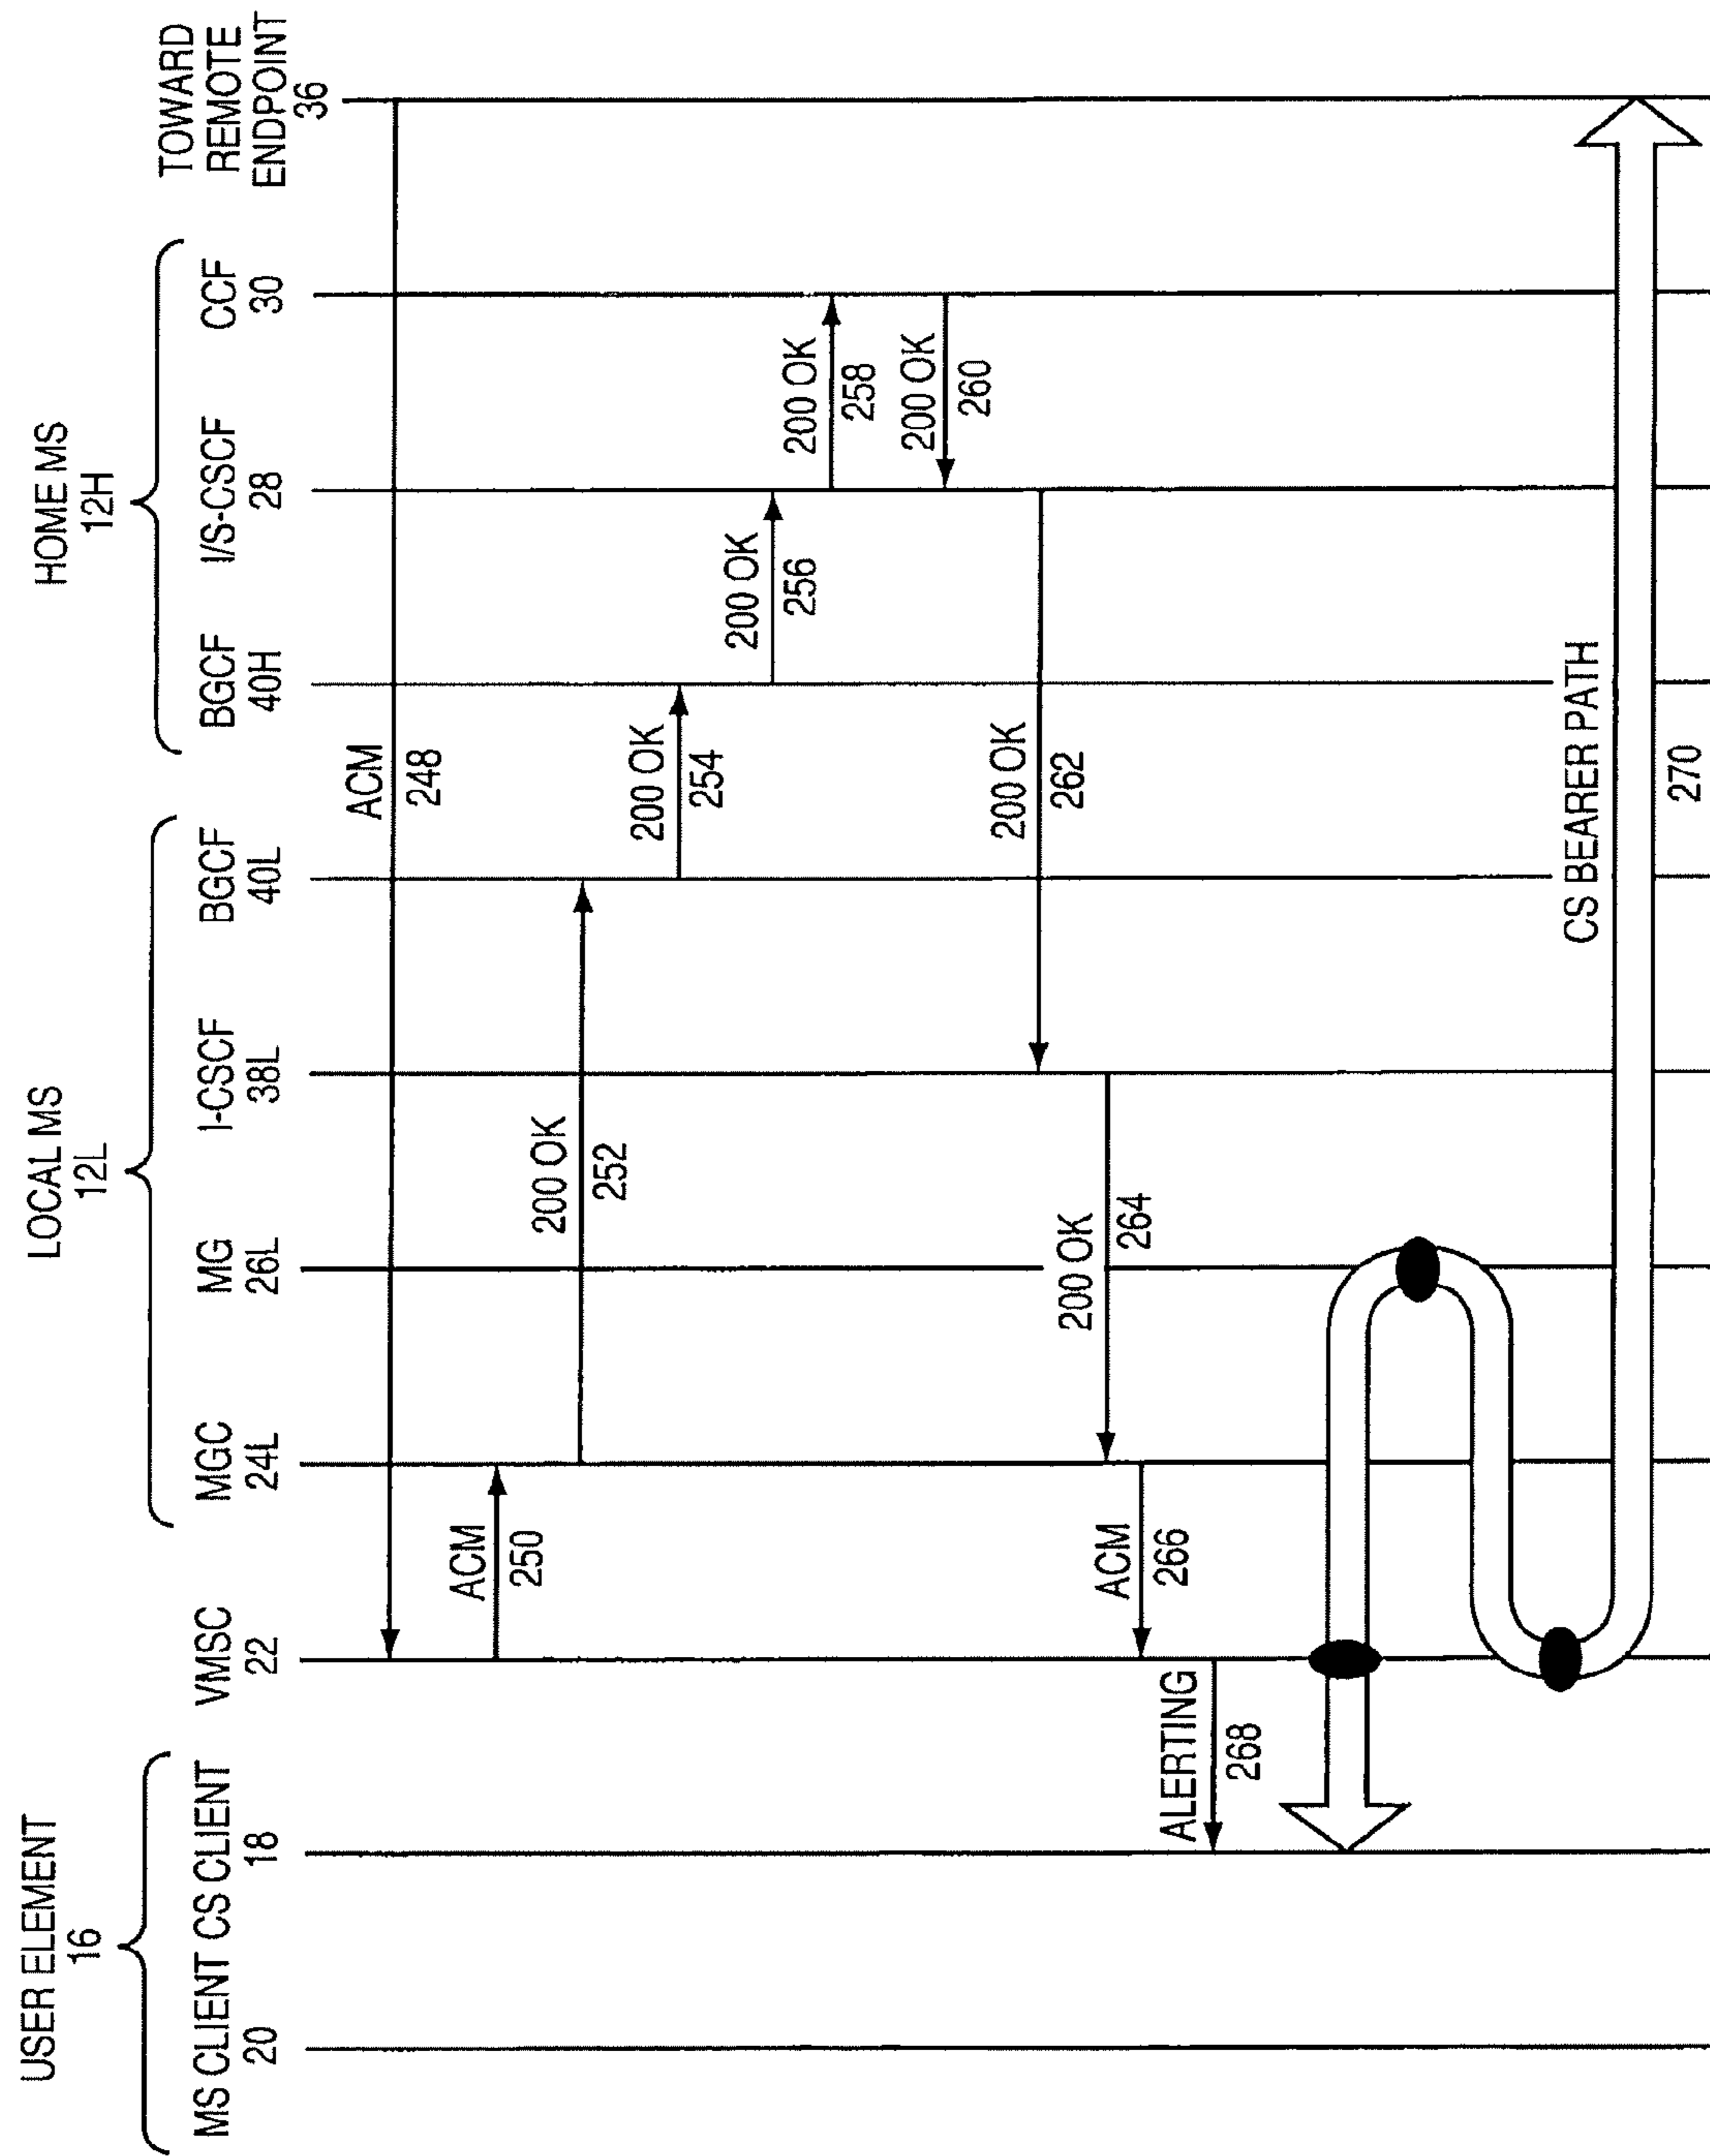 USER ELEMENT
16
LOCAL MS
12L
HOME MS
12H
MS CLIENT
20
CS CLIENT
18
VMSC
22
MGC
24L
MG
26L
I-CSCF
38L
BGCF
40L
BGCF
40H
I/S-CSCF
28
CCF
30
TOWARD
REMOTE
ENDPOINT
36
ACM
248
ACM
250
200 OK
252
200 OK
254
200 OK
256
200 OK
258
200 OK
260
200 OK
262
200 OK
264
ACM
266
ALERTING
268
CS BEARER PATH
270